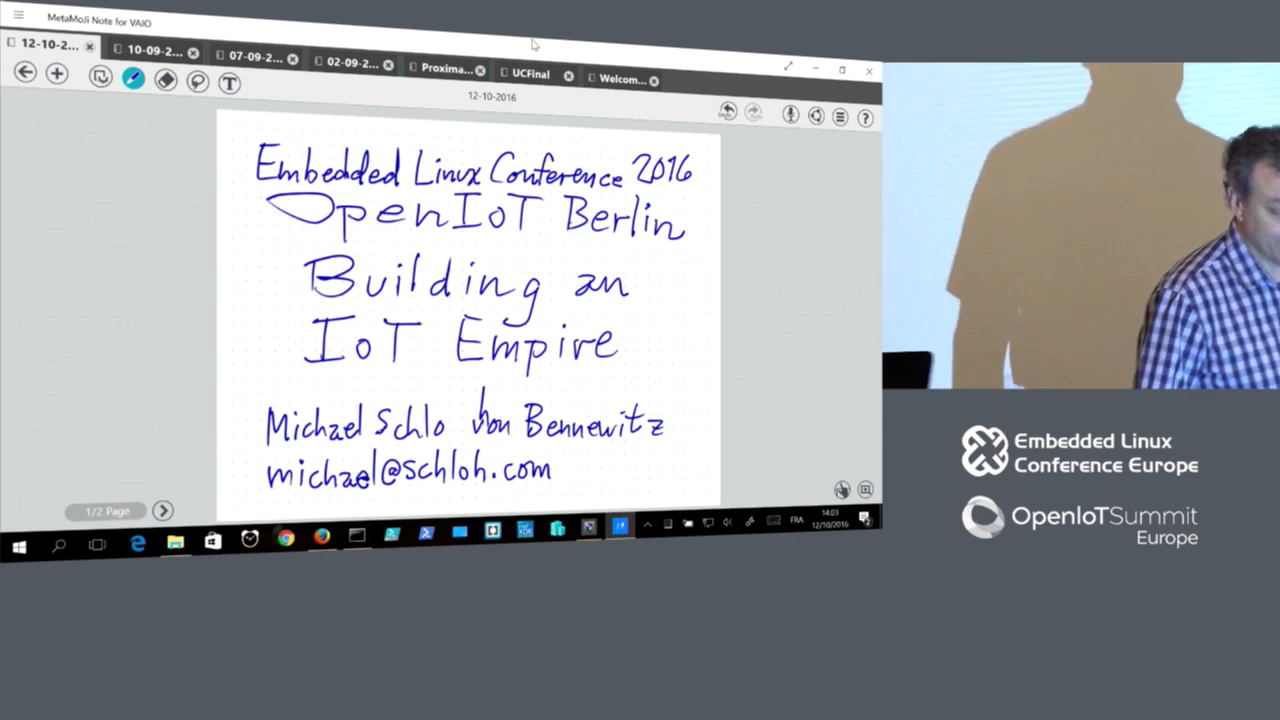 MetaMoJi Note for VAIO
12-10-2...
10-09-2...
07-09-2...
02-09-2...
Proxima...
UCFinal
Welcom...
12-10-2016
Embedded Linux Conference 2016
OpenIoT Berlin
Building an
IoT Empire
Michael Schlo von Bennewitz
michael@schloh.com
1/2 Page
FRA
14:03
12/10/2016
Embedded Linux
Conference Europe
OpenIoTSummit
Europe